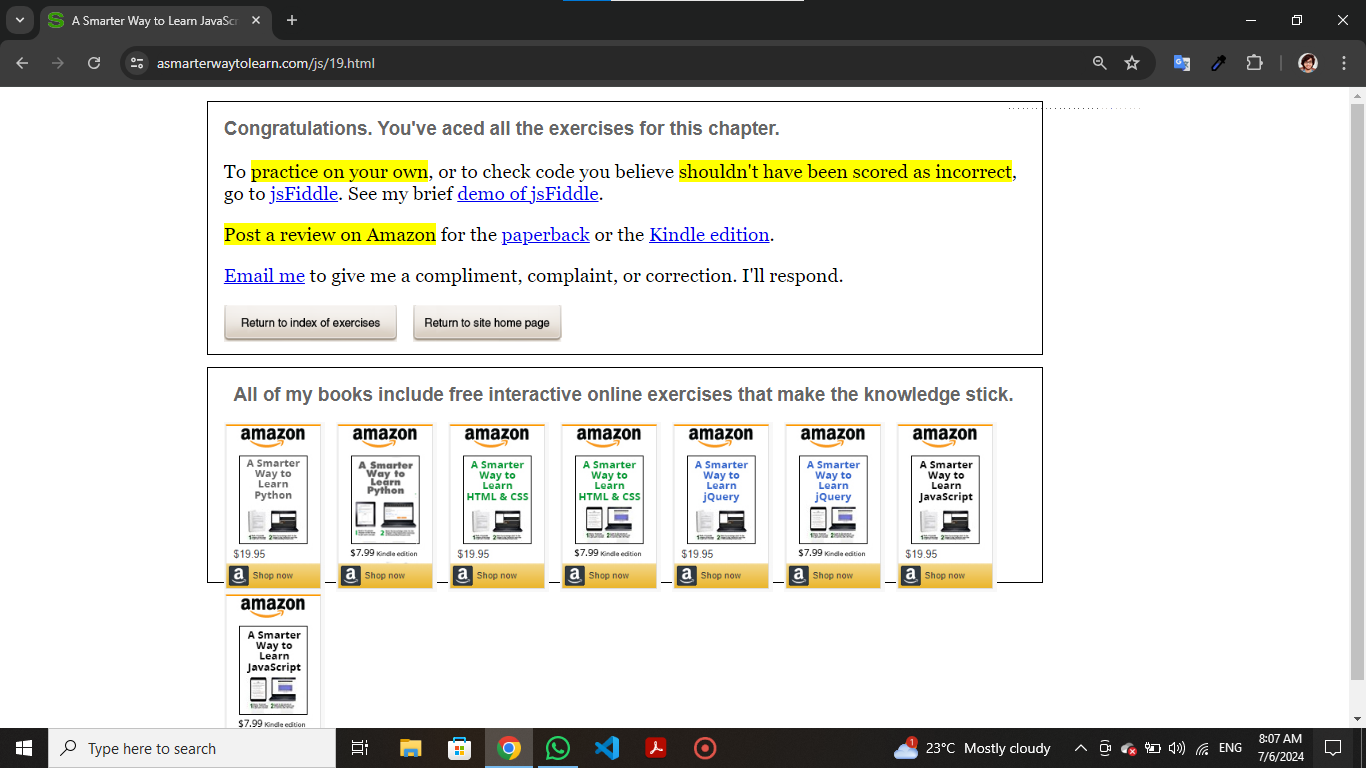 A Smarter Way to Learn JavaSc
asmarterwaytolearn.com/js/19.html
Congratulations. You've aced all the exercises for this chapter.
To practice on your own, or to check code you believe shouldn't have been scored as incorrect,
go to jsFiddle. See my brief demo of jsFiddle.
Post a review on Amazon for the paperback or the Kindle edition.
Email me to give me a compliment, complaint, or correction. I'll respond.
Return to index of exercises
Return to site home page
All of my books include free interactive online exercises that make the knowledge stick.
amazon
A Smarter
Way to
Learn
Python
$19.95
a Shop now
amazon
A Smarter
Way to
Learn
Python
$7.99 Kindle edition
a Shop now
amazon
A Smarter
Way to
Learn
HTML & CSS
$19.95
a Shop now
amazon
A Smarter
Way to
Learn
HTML & CSS
$7.99 Kindle edition
a Shop now
amazon
A Smarter
Way to
Learn
jQuery
$19.95
a Shop now
amazon
A Smarter
Way to
Learn
jQuery
$7.99 Kindle edition
a Shop now
amazon
A Smarter
Way to
Learn
JavaScript
$19.95
a Shop now
amazon
A Smarter
Way to
Learn
JavaScript
$7.99 Kindle edition
Type here to search
1
23°C Mostly cloudy
ENG
8:07 AM
7/6/2024